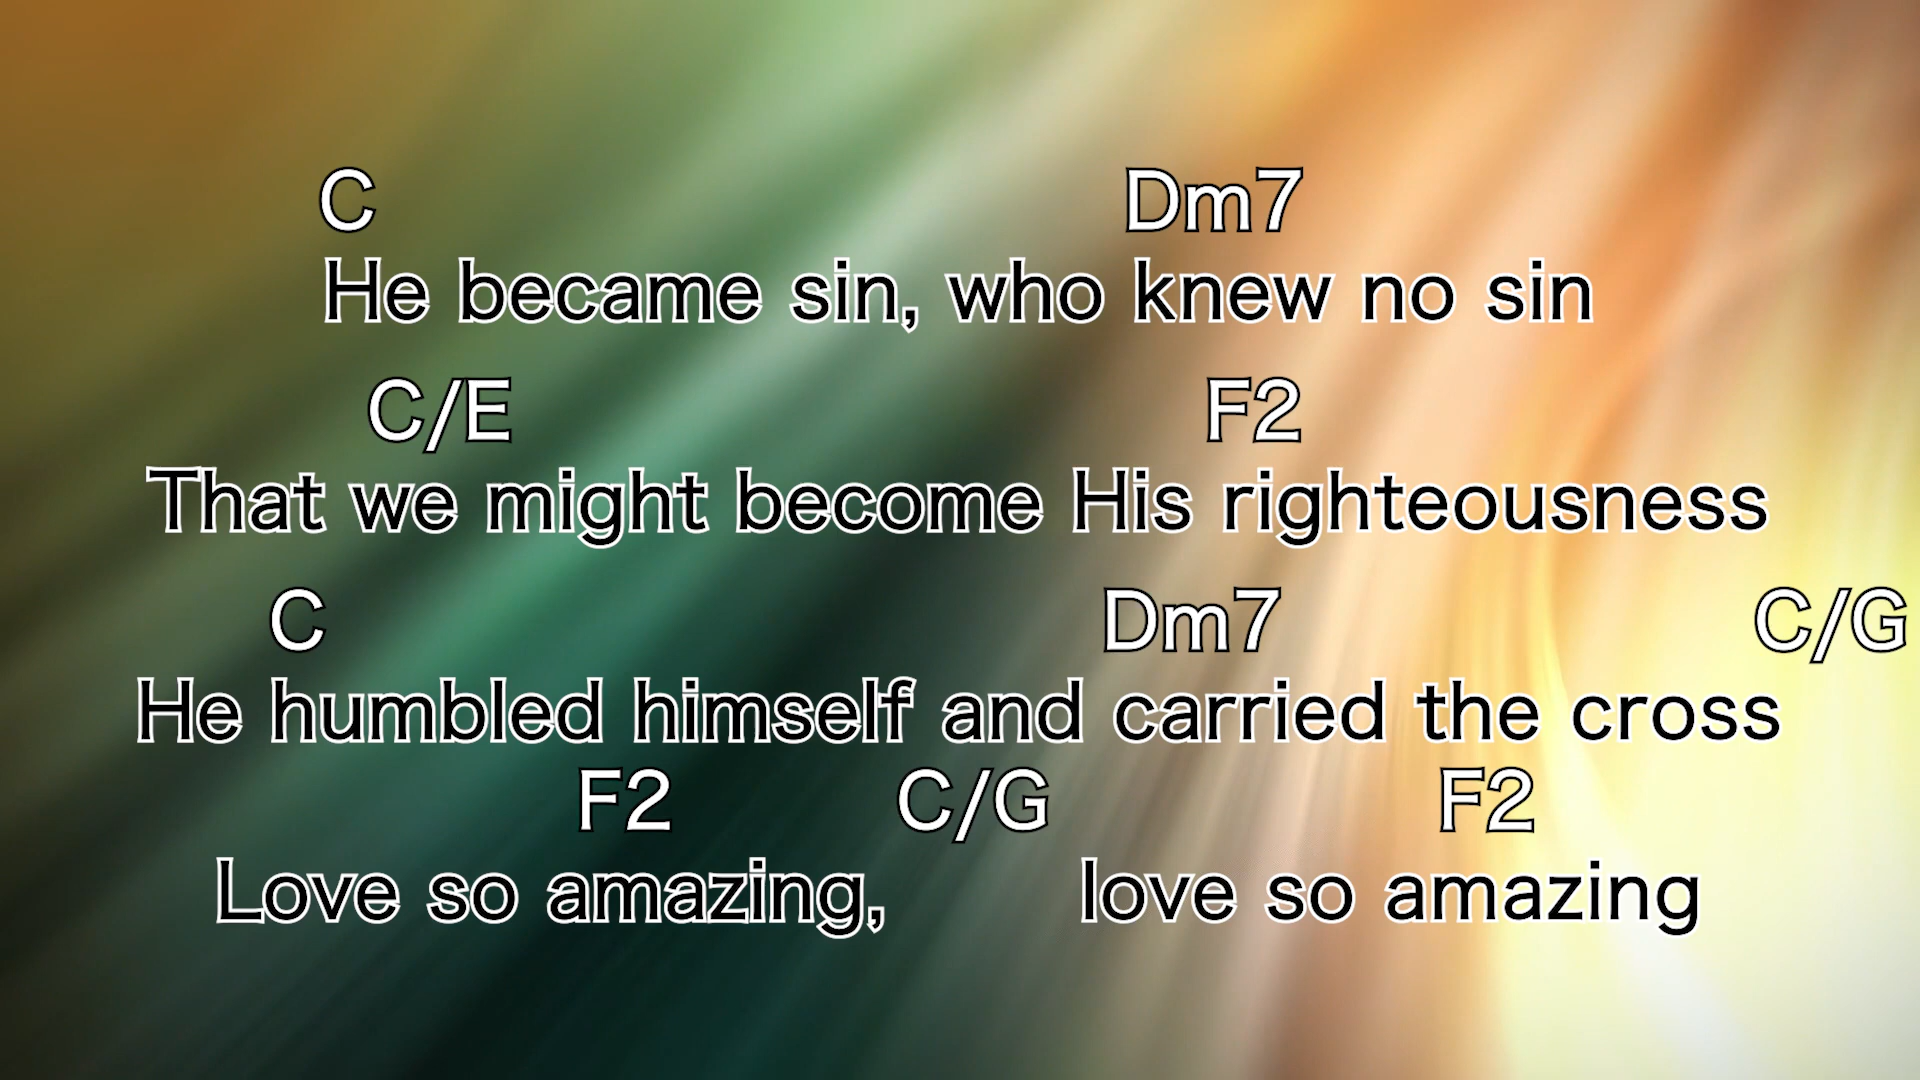 C Dm7
He became sin, who knew no sin
C/E F2
That we might become His righteousness
C Dm7 C/G
He humbled himself and carried the cross
F2 C/G F2
Love so amazing, love so amazing